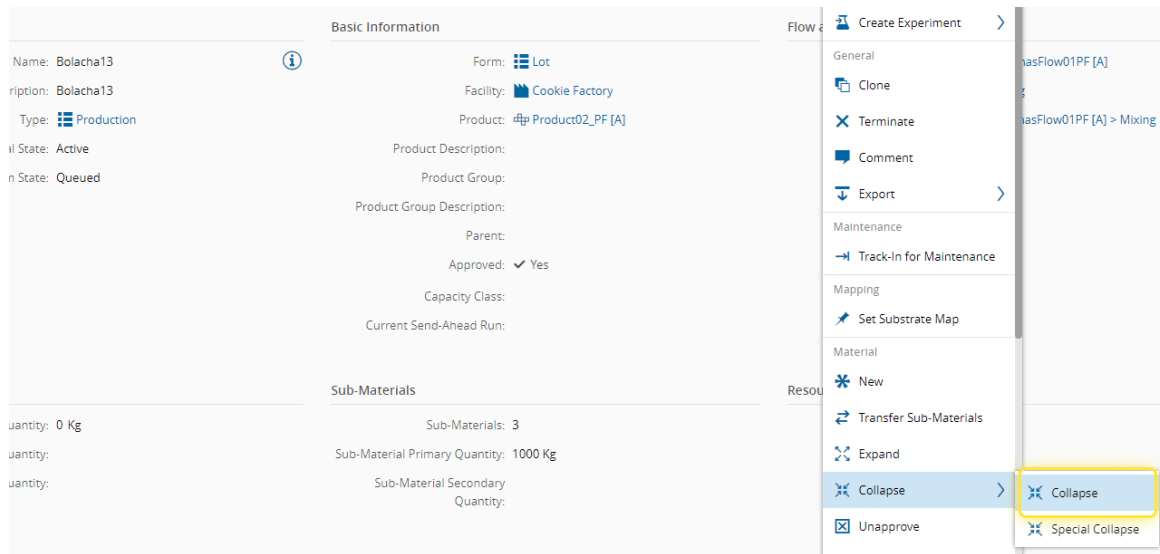 Basic Information
Flow a
Name: Bolacha13
ription: Bolacha13
Type: Production
al State: Active
n State: Queued
Form: Lot
Facility: Cookie Factory
Product: Product02_PF [A]
Product Description:
Product Group:
Product Group Description:
Parent:
Approved: Yes
Capacity Class:
Current Send-Ahead Run:
nasFlow01PF [A]
g
nasFlow01PF [A] > Mixing
Sub-Materials
Resou
uantity: 0 Kg
uantity:
uantity:
Sub-Materials: 3
Sub-Material Primary Quantity: 1000 Kg
Sub-Material Secondary
Quantity:
Create Experiment
General
Clone
Terminate
Comment
Export
Maintenance
Track-In for Maintenance
Mapping
Set Substrate Map
Material
New
Transfer Sub-Materials
Expand
Collapse
Unapprove
Collapse
Special Collapse